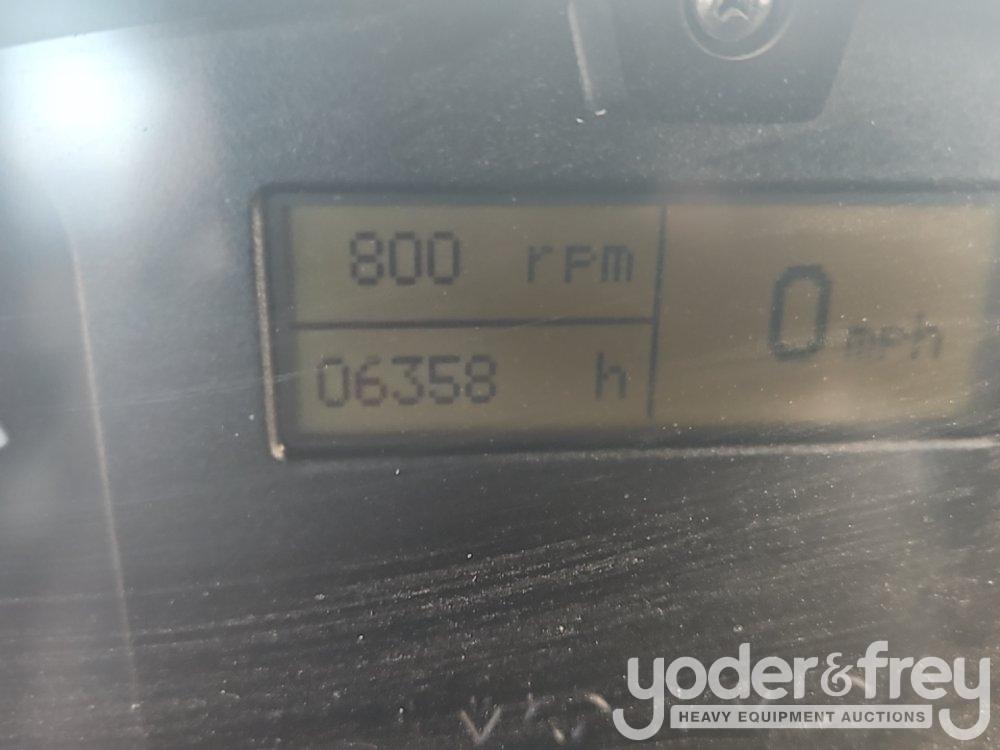 800 rpm
06358 h
0 mph
yoder&frey
HEAVY EQUIPMENT AUCTIONS